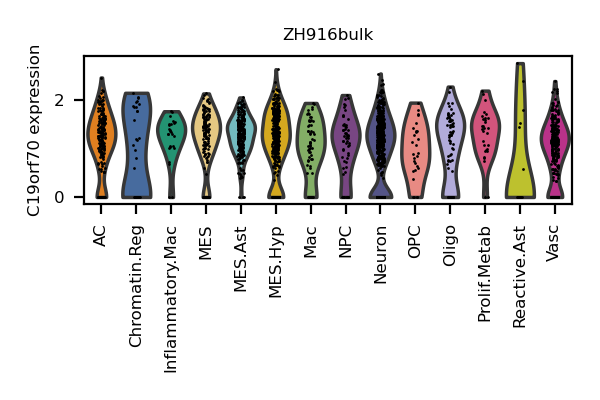 ZH916bulk
C19orf70 expression
2
0
AC
Chromatin.Reg
Inflammatory.Mac
MES
MES.Ast
MES.Hyp
Mac
NPC
Neuron
OPC
Oligo
Prolif.Metab
Reactive.Ast
Vasc